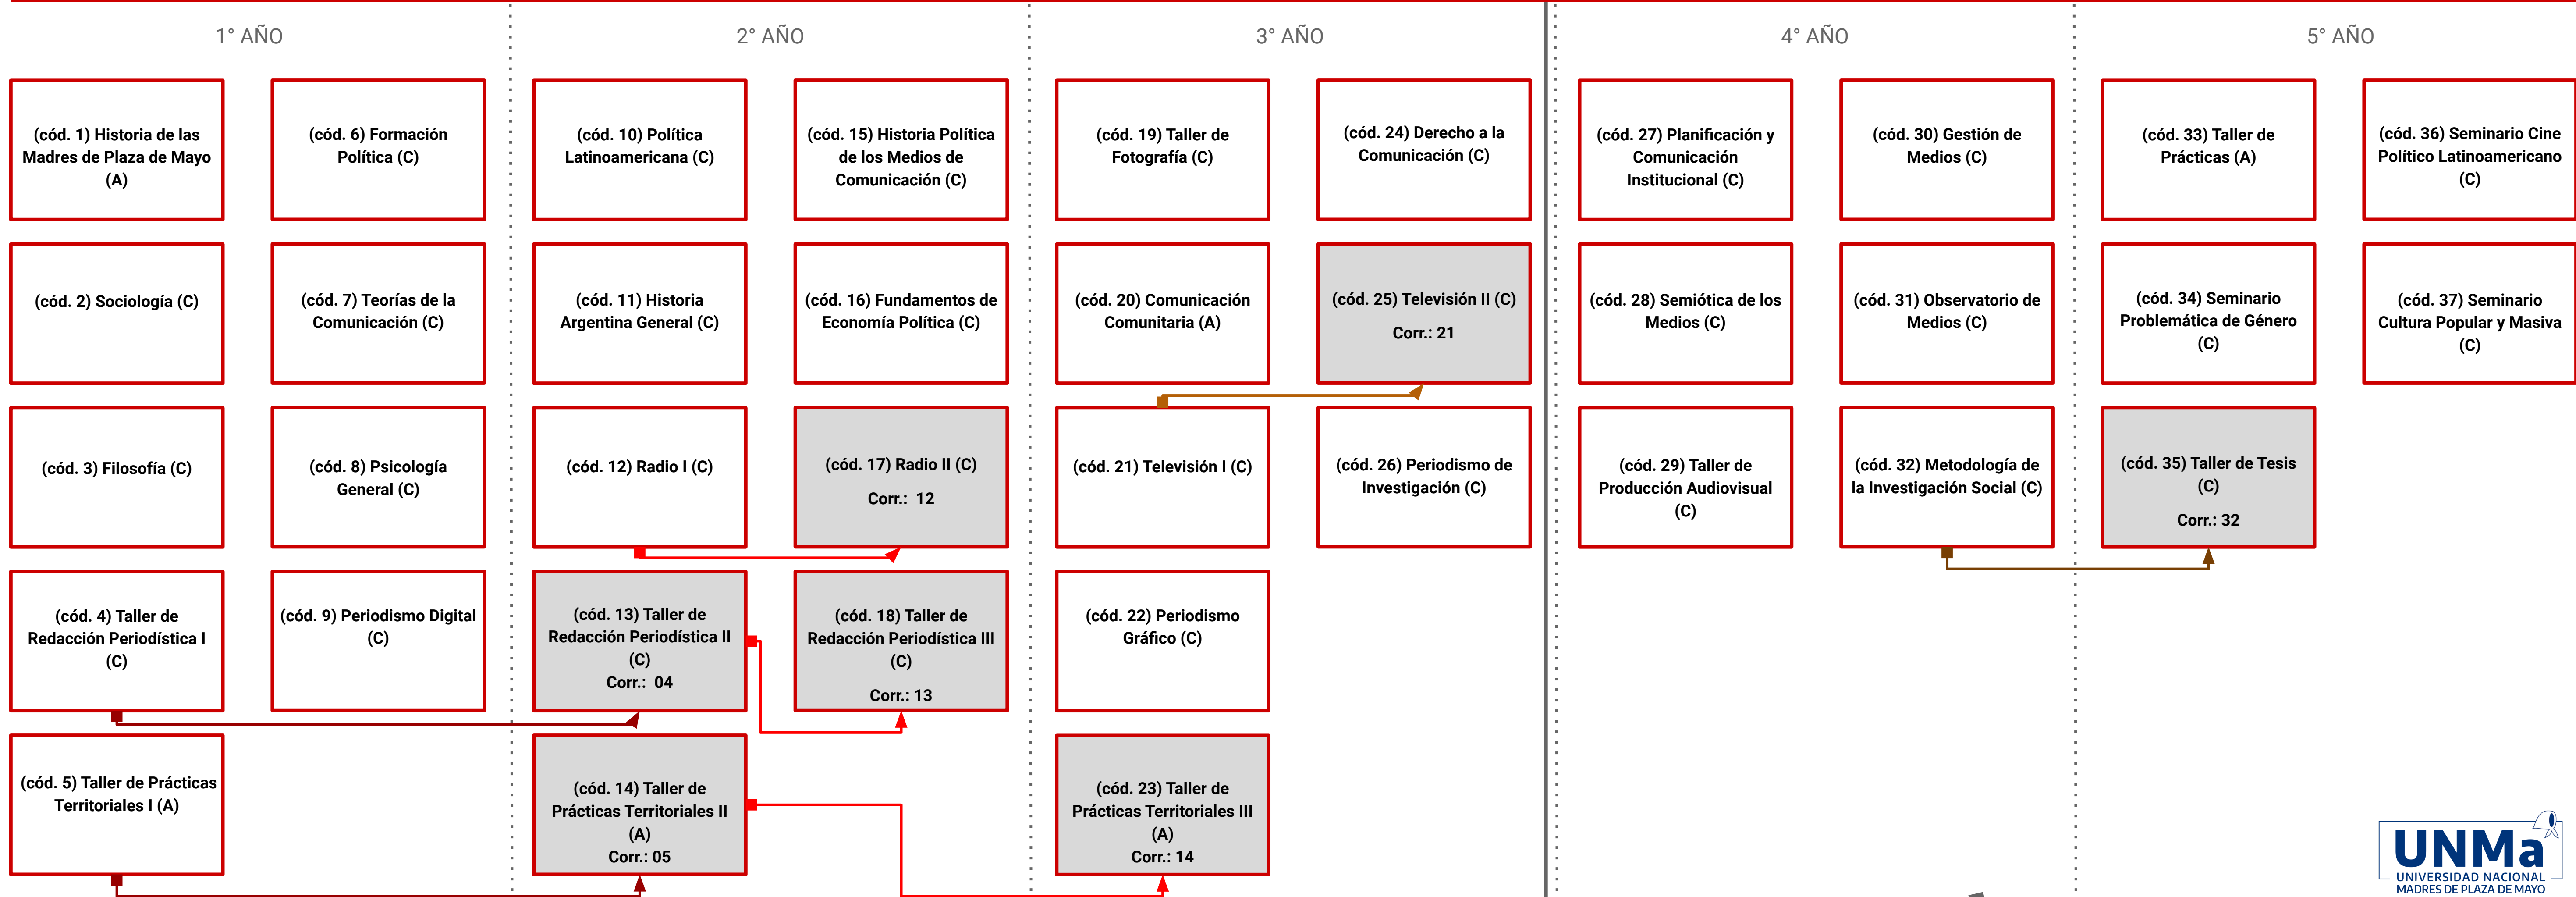 1° AÑO
2° AÑO
3° AÑO
4° AÑO
5° AÑO
(cód. 1) Historia de las
Madres de Plaza de Mayo
(A)
(cód. 6) Formación
Política (C)
(cód. 10) Política
Latinoamericana (C)
(cód. 15) Historia Política
de los Medios de
Comunicación (C)
(cód. 19) Taller de
Fotografía (C)
(cód. 24) Derecho a la
Comunicación (C)
(cód. 27) Planificación y
Comunicación
Institucional (C)
(cód. 30) Gestión de
Medios (C)
(cód. 33) Taller de
Prácticas (A)
(cód. 36) Seminario Cine
Político Latinoamericano
(C)
(cód. 2) Sociología (C)
(cód. 7) Teorías de la
Comunicación (C)
(cód. 11) Historia
Argentina General (C)
(cód. 16) Fundamentos de
Economía Política (C)
(cód. 20) Comunicación
Comunitaria (A)
(cód. 25) Televisión II (C)
Corr.: 21
(cód. 28) Semiótica de los
Medios (C)
(cód. 31) Observatorio de
Medios (C)
(cód. 34) Seminario
Problemática de Género
(C)
(cód. 37) Seminario
Cultura Popular y Masiva
(C)
(cód. 3) Filosofía (C)
(cód. 8) Psicología
General (C)
(cód. 12) Radio I (C)
(cód. 17) Radio II (C)
Corr.: 12
(cód. 21) Televisión I (C)
(cód. 26) Periodismo de
Investigación (C)
(cód. 29) Taller de
Producción Audiovisual
(C)
(cód. 32) Metodología de
la Investigación Social (C)
(cód. 35) Taller de Tesis
(C)
Corr.: 32
(cód. 4) Taller de
Redacción Periodística I
(C)
(cód. 9) Periodismo Digital
(C)
(cód. 13) Taller de
Redacción Periodística II
(C)
Corr.: 04
(cód. 18) Taller de
Redacción Periodística III
(C)
Corr.: 13
(cód. 22) Periodismo
Gráfico (C)
(cód. 5) Taller de Prácticas
Territoriales I (A)
(cód. 14) Taller de
Prácticas Territoriales II
(A)
Corr.: 05
(cód. 23) Taller de
Prácticas Territoriales III
(A)
Corr.: 14
UNMa
UNIVERSIDAD NACIONAL
MADRES DE PLAZA DE MAYO